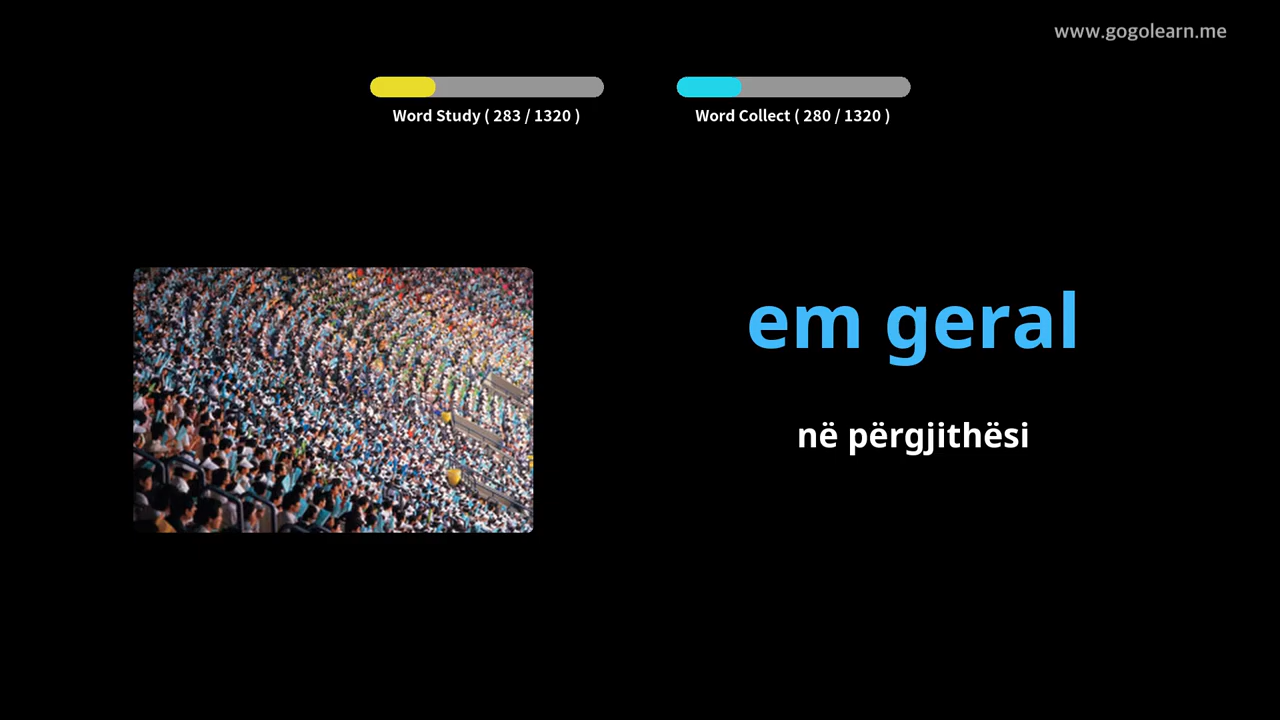 www.gogolearn.me
Word Study ( 283 / 1320 )
Word Collect ( 280 / 1320 )
em geral
në përgjithësi